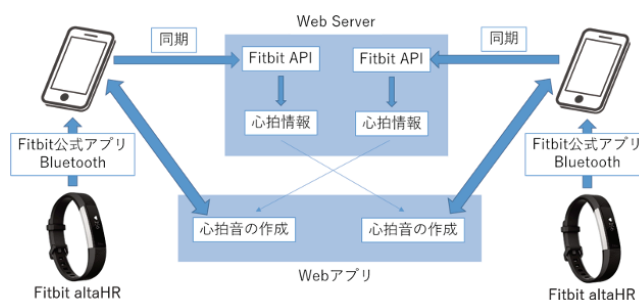 Web Server
同期
同期
Fitbit API
Fitbit API
心拍情報
心拍情報
Fitbit公式アプリ
Bluetooth
Fitbit公式アプリ
Bluetooth
心拍音の作成
心拍音の作成
Webアプリ
Fitbit altaHR
Fitbit altaHR